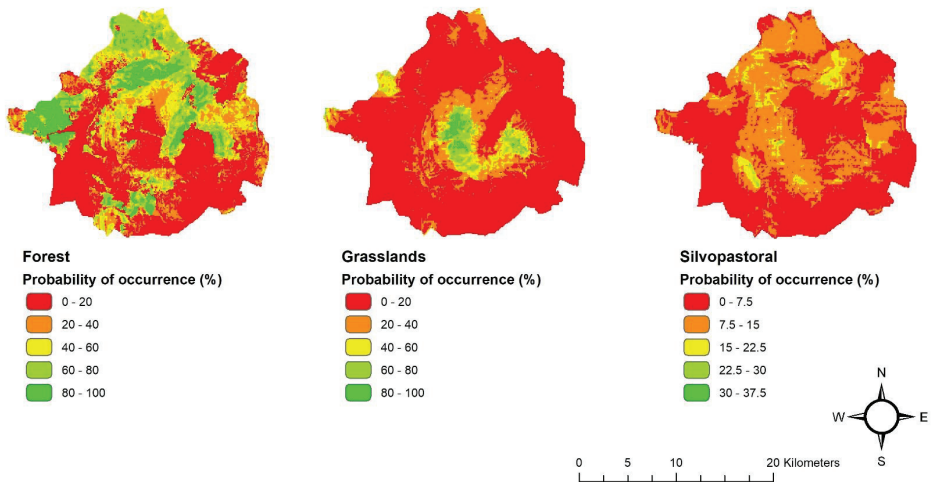 Forest
Probability of occurrence (%)
0 - 20
20 - 40
40 - 60
60 - 80
80 - 100
Grasslands
Probability of occurrence (%)
0 - 20
20 - 40
40 - 60
60 - 80
80 - 100
Silvopastoral
Probability of occurrence (%)
0 - 7.5
7.5 - 15
15 - 22.5
22.5 - 30
30 - 37.5
N
W E
S
0 5 10 20 Kilometers